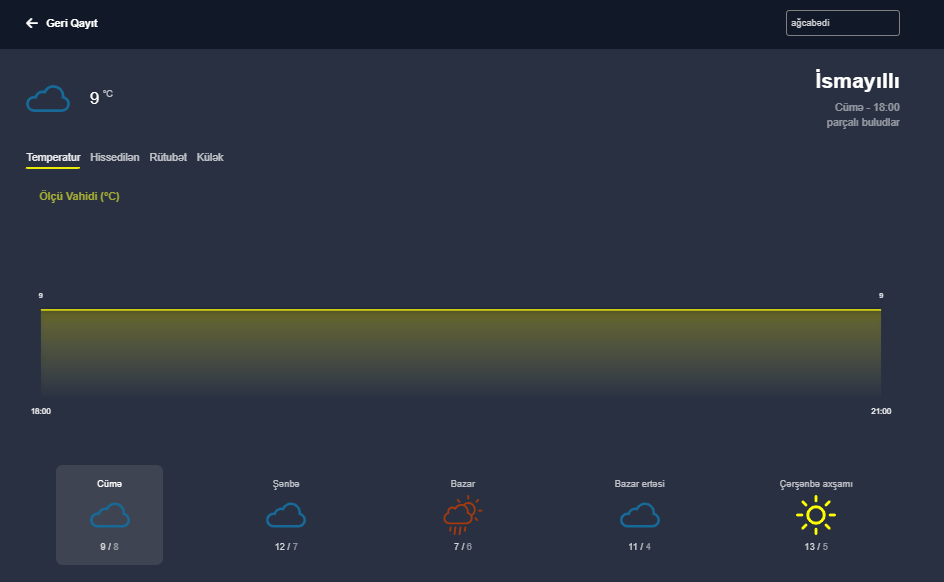 Geri Qayıt
ağcabədi
9 °C
İsmayıllı
Cümə - 18:00
parçalı buludlar
Temperatur Hissedilən Rütubət Külək
Ölçü Vahidi (°C)
9 9
18:00 21:00
Cümə Şənbə Bazar Bazar ertəsi Çərşənbə axşamı
9 / 8 12 / 7 7 / 6 11 / 4 13 / 5